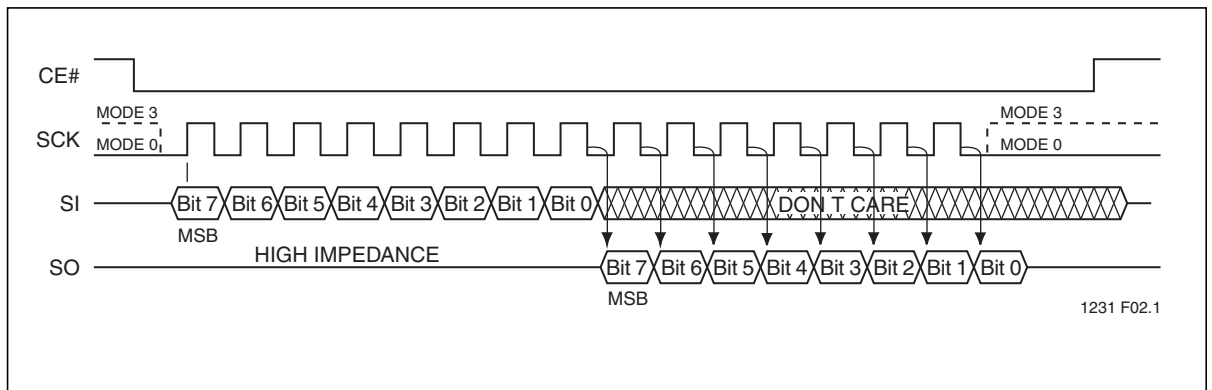 CE#
MODE 3
MODE 3
SCK
MODE 0
MODE 0
SI
Bit 7 Bit 6 Bit 5 Bit 4 Bit 3 Bit 2 Bit 1 Bit 0 DON T CARE
MSB
HIGH IMPEDANCE
SO
Bit 7 Bit 6 Bit 5 Bit 4 Bit 3 Bit 2 Bit 1 Bit 0
MSB
1231 F02.1